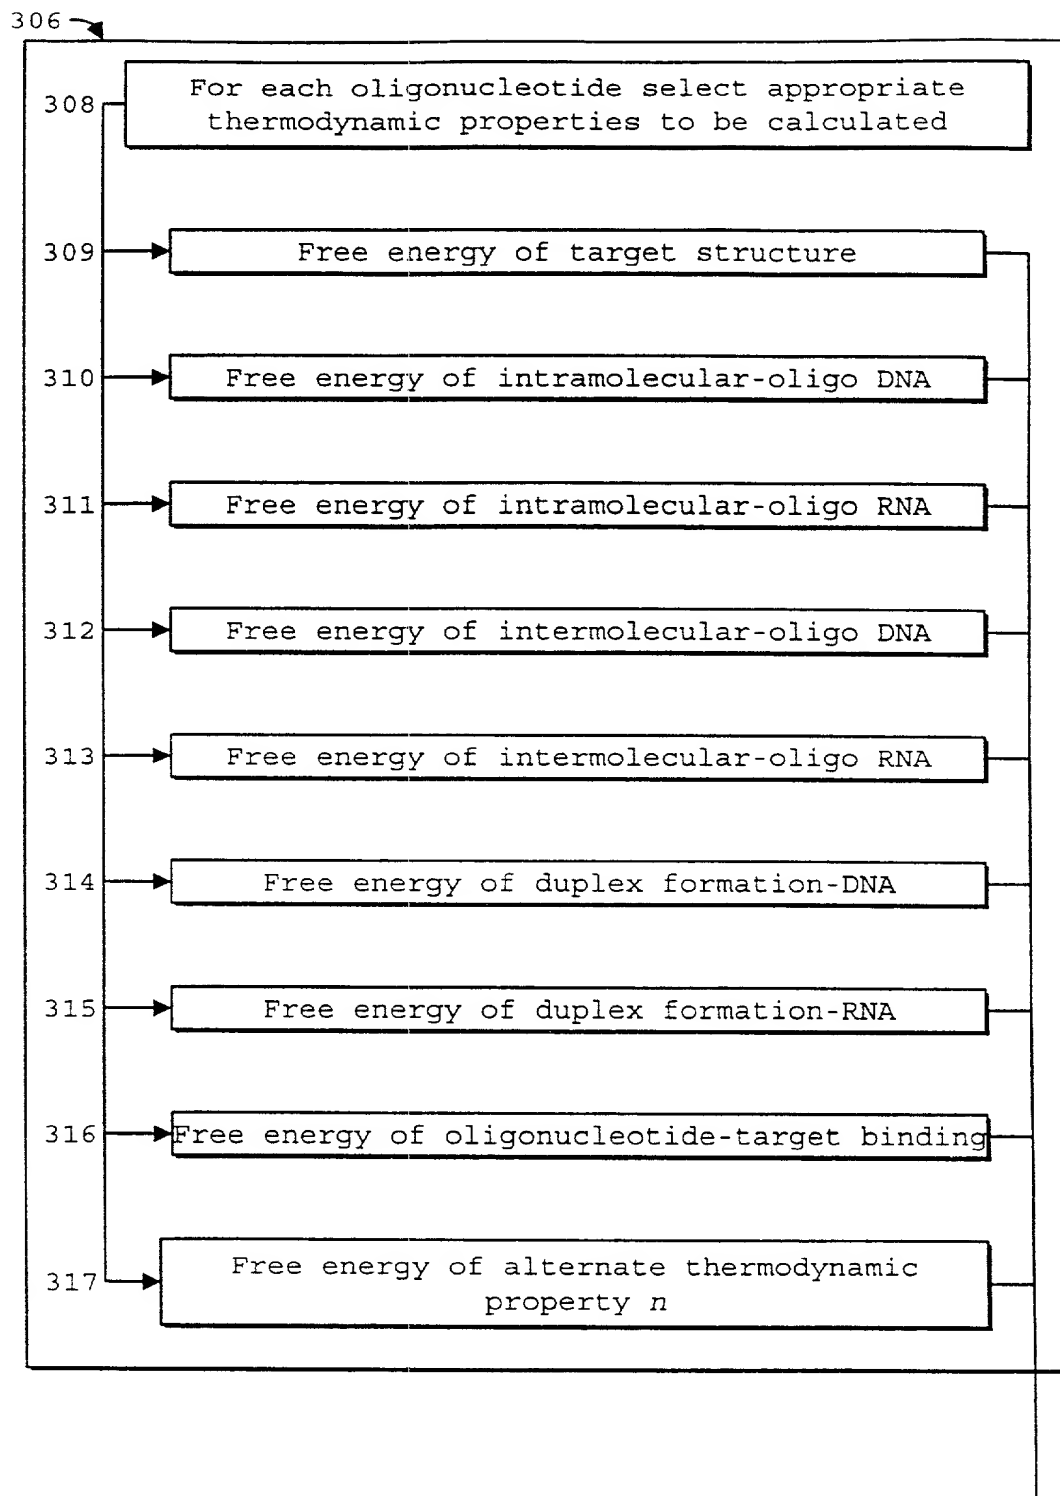 306
308
For each oligonucleotide select appropriate
thermodynamic properties to be calculated
309
Free energy of target structure
310
Free energy of intramolecular-oligo DNA
311
Free energy of intramolecular-oligo RNA
312
Free energy of intermolecular-oligo DNA
313
Free energy of intermolecular-oligo RNA
314
Free energy of duplex formation-DNA
315
Free energy of duplex formation-RNA
316
Free energy of oligonucleotide-target binding
317
Free energy of alternate thermodynamic
property n